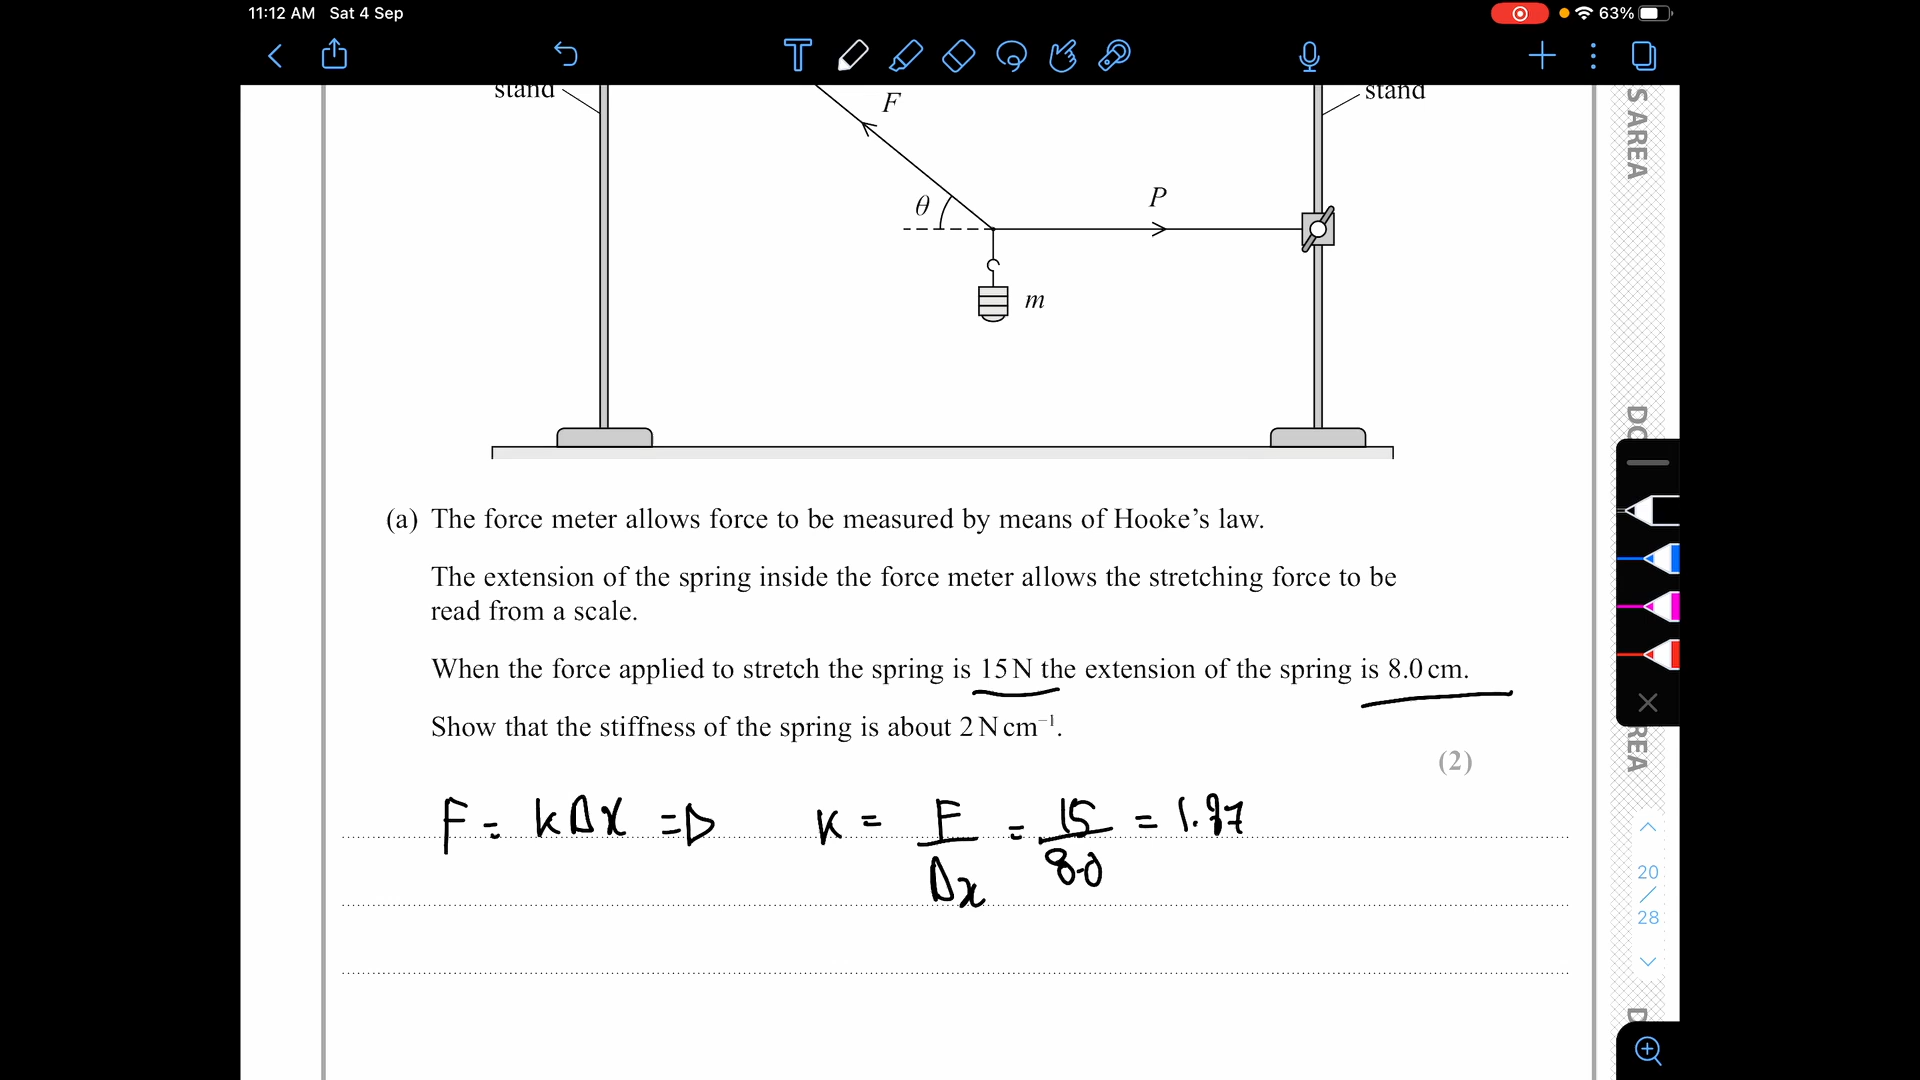 11:12 AM Sat 4 Sep
63%
stand
F
stand
S AREA
θ
P
m
DO
(a) The force meter allows force to be measured by means of Hooke's law.
The extension of the spring inside the force meter allows the stretching force to be
read from a scale.
When the force applied to stretch the spring is 15 N the extension of the spring is 8.0 cm.
Show that the stiffness of the spring is about 2 N cm⁻¹.
REA
(2)
F = kΔx => K = F/Δx = 15/8.0 = 1.87
20
/
28
D